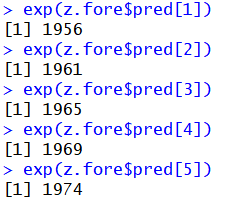 > exp(z.fore$pred[1])
[1] 1956
> exp(z.fore$pred[2])
[1] 1961
> exp(z.fore$pred[3])
[1] 1965
> exp(z.fore$pred[4])
[1] 1969
> exp(z.fore$pred[5])
[1] 1974